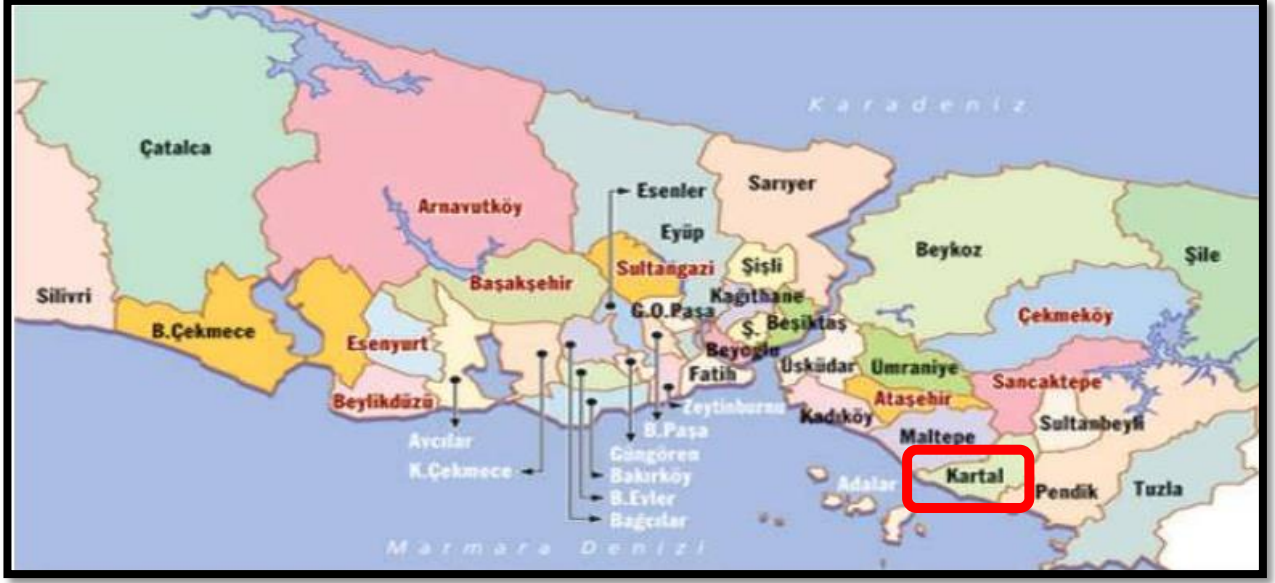 Karadeniz
Çatalca
Esenler
Sarıyer
Arnavutköy
Eyüp
Beykoz
Şile
Sultangazi
Şişli
Başakşehir
Silivri
Kağıthane
G.O.Paşa
Çekmeköy
B.Çekmece
Ş.
Beşiktaş
Esenyurt
Beyoğlu
Fatih
Üsküdar
Ümraniye
Sancaktepe
Beylikdüzü
Zeytinburnu
Ataşehir
Kadıköy
Sultanbeyli
Avcılar
B.Paşa
Maltepe
Güngören
K.Çekmece
Bakırköy
Adalar
Kartal
Pendik
Tuzla
B.Evler
Bağcılar
Marmara Denizi